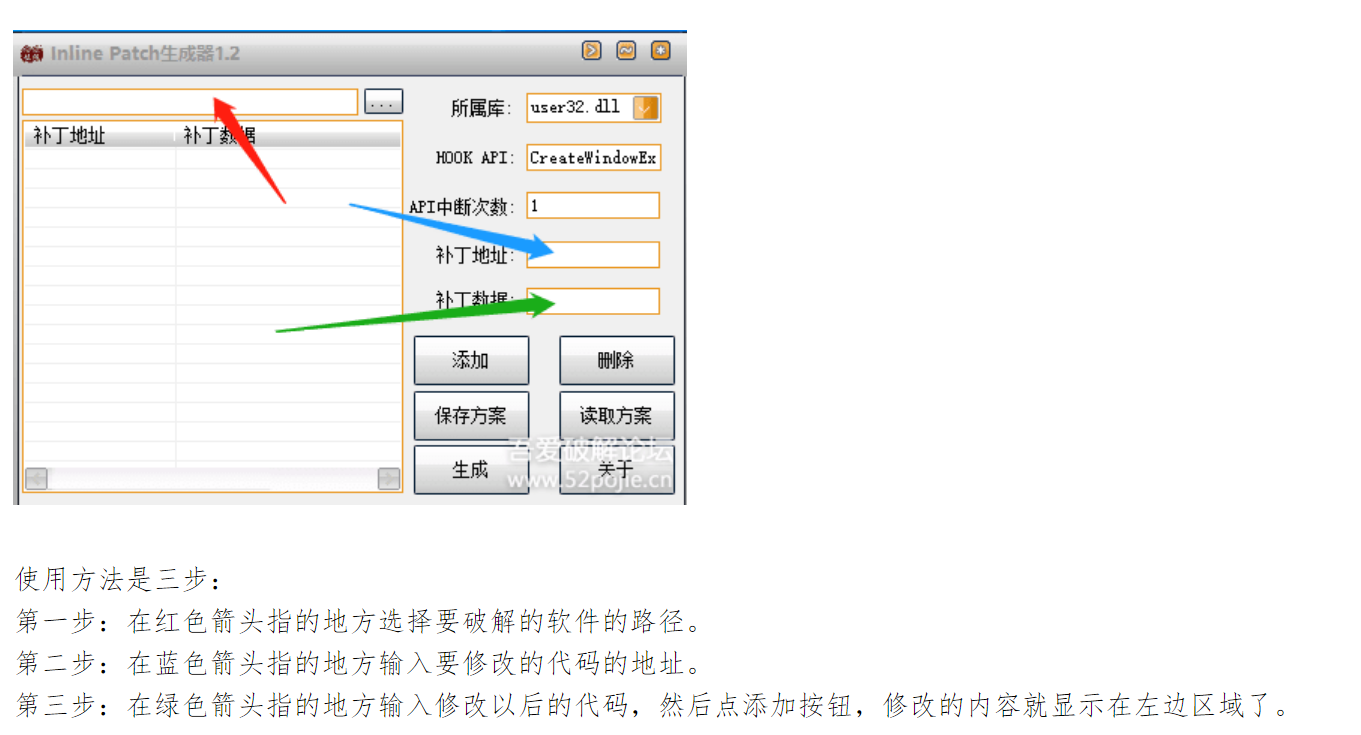 Inline Patch生成器1.2
...
所属库: user32.dll
补丁地址 补丁数据
HOOK API: CreateWindowEx
API中断次数: 1
补丁地址:
补丁数据:
添加 删除
保存方案 读取方案
生成 关于
吾爱破解论坛
www.52pojie.cn
使用方法是三步：
第一步：在红色箭头指的地方选择要破解的软件的路径。
第二步：在蓝色箭头指的地方输入要修改的代码的地址。
第三步：在绿色箭头指的地方输入修改以后的代码，然后点添加按钮，修改的内容就显示在左边区域了。